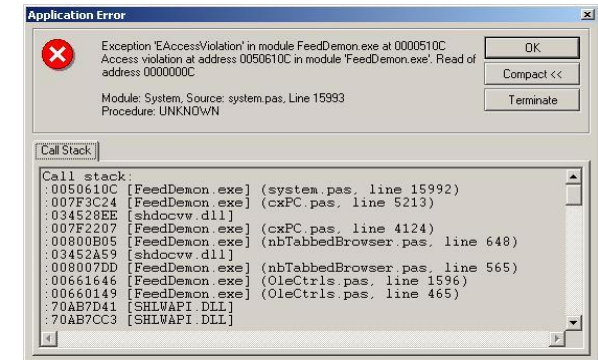 Application Error
Exception 'EAccessViolation' in module FeedDemon.exe at 0000510C
Access violation at address 0050610C in module 'FeedDemon.exe'. Read of
address 0000000C
Module: System, Source: system.pas, Line 15993
Procedure: UNKNOWN
OK
Compact <<
Terminate
Call Stack
Call stack:
:0050610C [FeedDemon.exe] (system.pas, line 15992)
:007F3C24 [FeedDemon.exe] (cxPC.pas, line 5213)
:034528EE [shdocvw.dll]
:007F2207 [FeedDemon.exe] (cxPC.pas, line 4124)
:00800B05 [FeedDemon.exe] (nbTabbedBrowser.pas, line 648)
:03452A59 [shdocvw.dll]
:008007DD [FeedDemon.exe] (nbTabbedBrowser.pas, line 565)
:00661646 [FeedDemon.exe] (OleCtrls.pas, line 1596)
:00660149 [FeedDemon.exe] (OleCtrls.pas, line 465)
:70AB7D41 [SHLWAPI.DLL]
:70AB7CC3 [SHLWAPI.DLL]